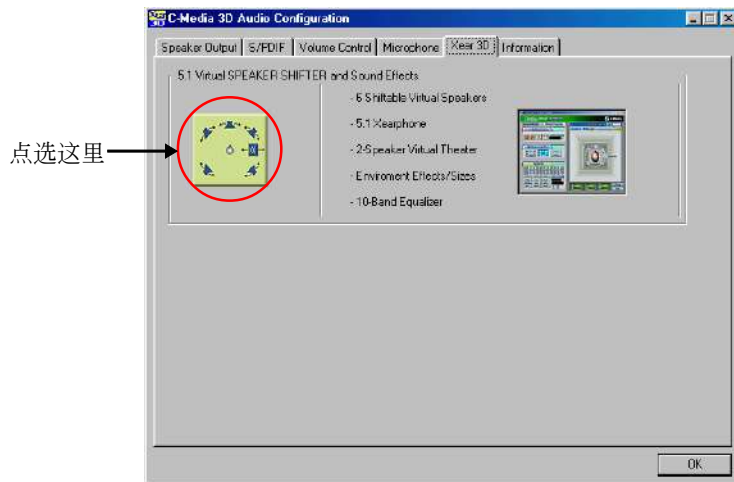 C-Media 3D Audio Configuration
Speaker Output S/PDIF Volume Control Microphone Xear 3D Information
5.1 Virtual SPEAKER SHIFTER and Sound Effects
- 6 Shiftable Virtual Speakers
- 5.1 Xearphone
点选这里
- 2-Speaker Virtual Theater
- Enviroment Effects/Sizes
- 10-Band Equalizer
OK